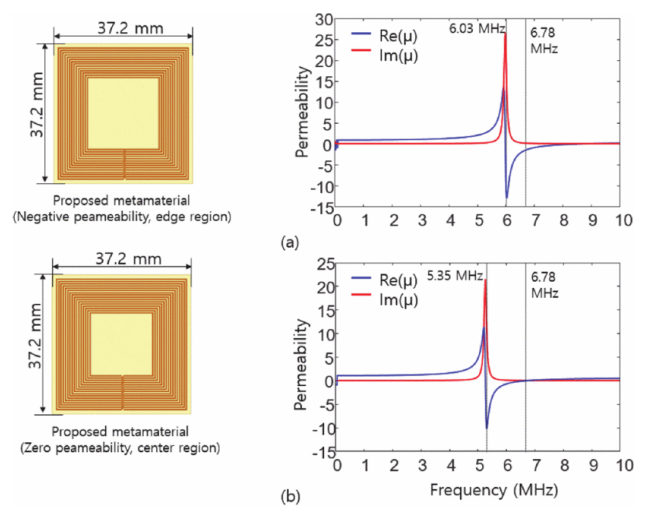 37.2 mm
37.2 mm
Proposed metamaterial
(Negative peameability, edge region)
Permeability
30
25
20
15
10
5
0
-5
-10
-15
Re(μ)
Im(μ)
6.03 MHz
6.78
MHz
0 1 2 3 4 5 6 7 8 9 10
(a)
37.2 mm
37.2 mm
Proposed metamaterial
(Zero peameability, center region)
Permeability
25
20
15
10
5
0
-5
-10
-15
Re(μ)
Im(μ)
5.35 MHz
6.78
MHz
0 1 2 3 4 5 6 7 8 9 10
Frequency (MHz)
(b)